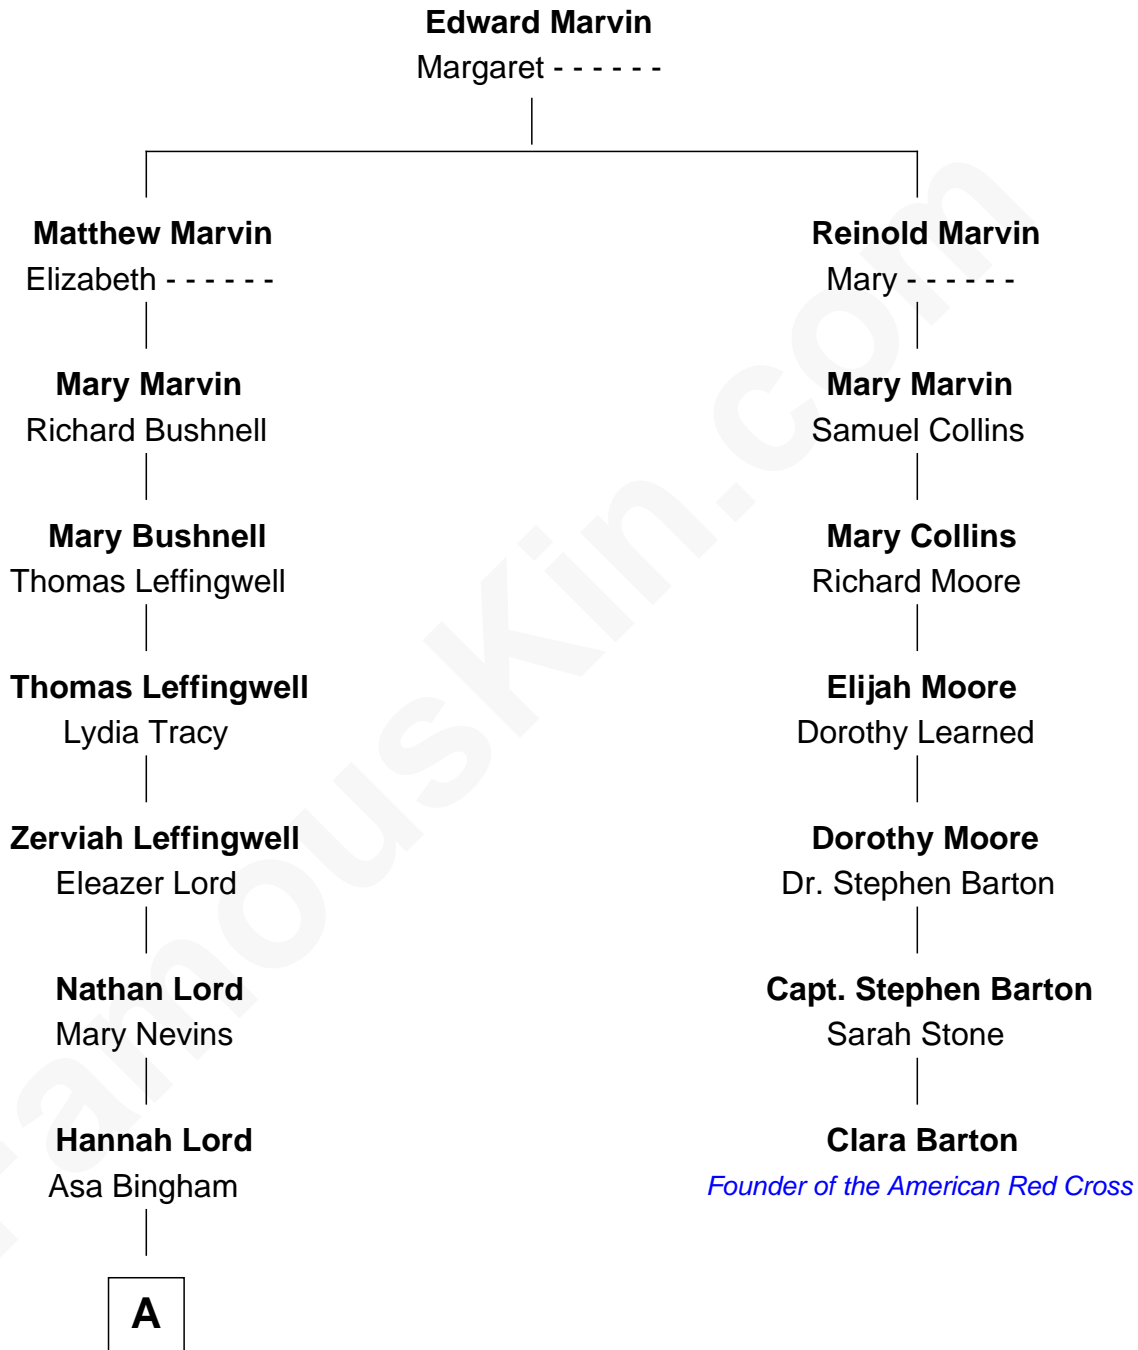 Edward Marvin
Margaret - - - - - -
Matthew Marvin
Elizabeth - - - - - -
Reinold Marvin
Mary - - - - - -
Mary Marvin
Richard Bushnell
Mary Marvin
Samuel Collins
Mary Bushnell
Thomas Leffingwell
Mary Collins
Richard Moore
Thomas Leffingwell
Lydia Tracy
Elijah Moore
Dorothy Learned
Zerviah Leffingwell
Eleazer Lord
Dorothy Moore
Dr. Stephen Barton
Nathan Lord
Mary Nevins
Capt. Stephen Barton
Sarah Stone
Hannah Lord
Asa Bingham
Clara Barton
Founder of the American Red Cross
A
FamousKin.com